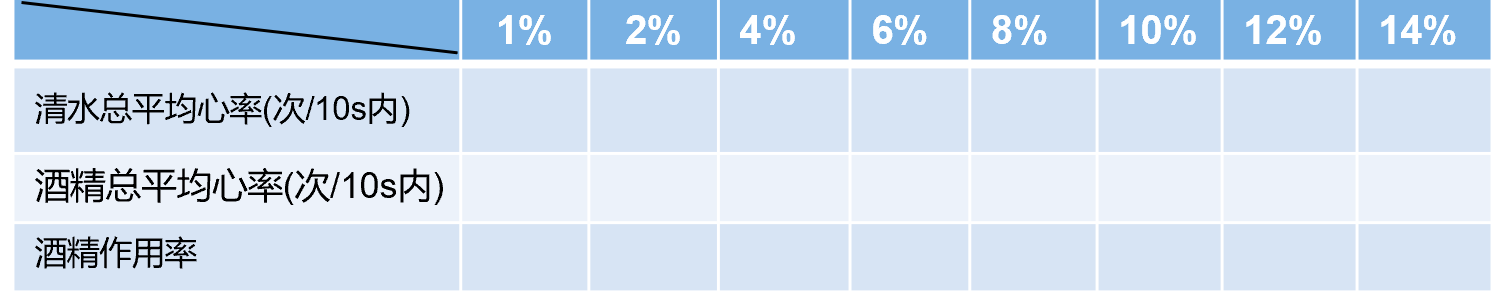 1% 2% 4% 6% 8% 10% 12% 14%
清水总平均心率(次/10s内)
酒精总平均心率(次/10s内)
酒精作用率